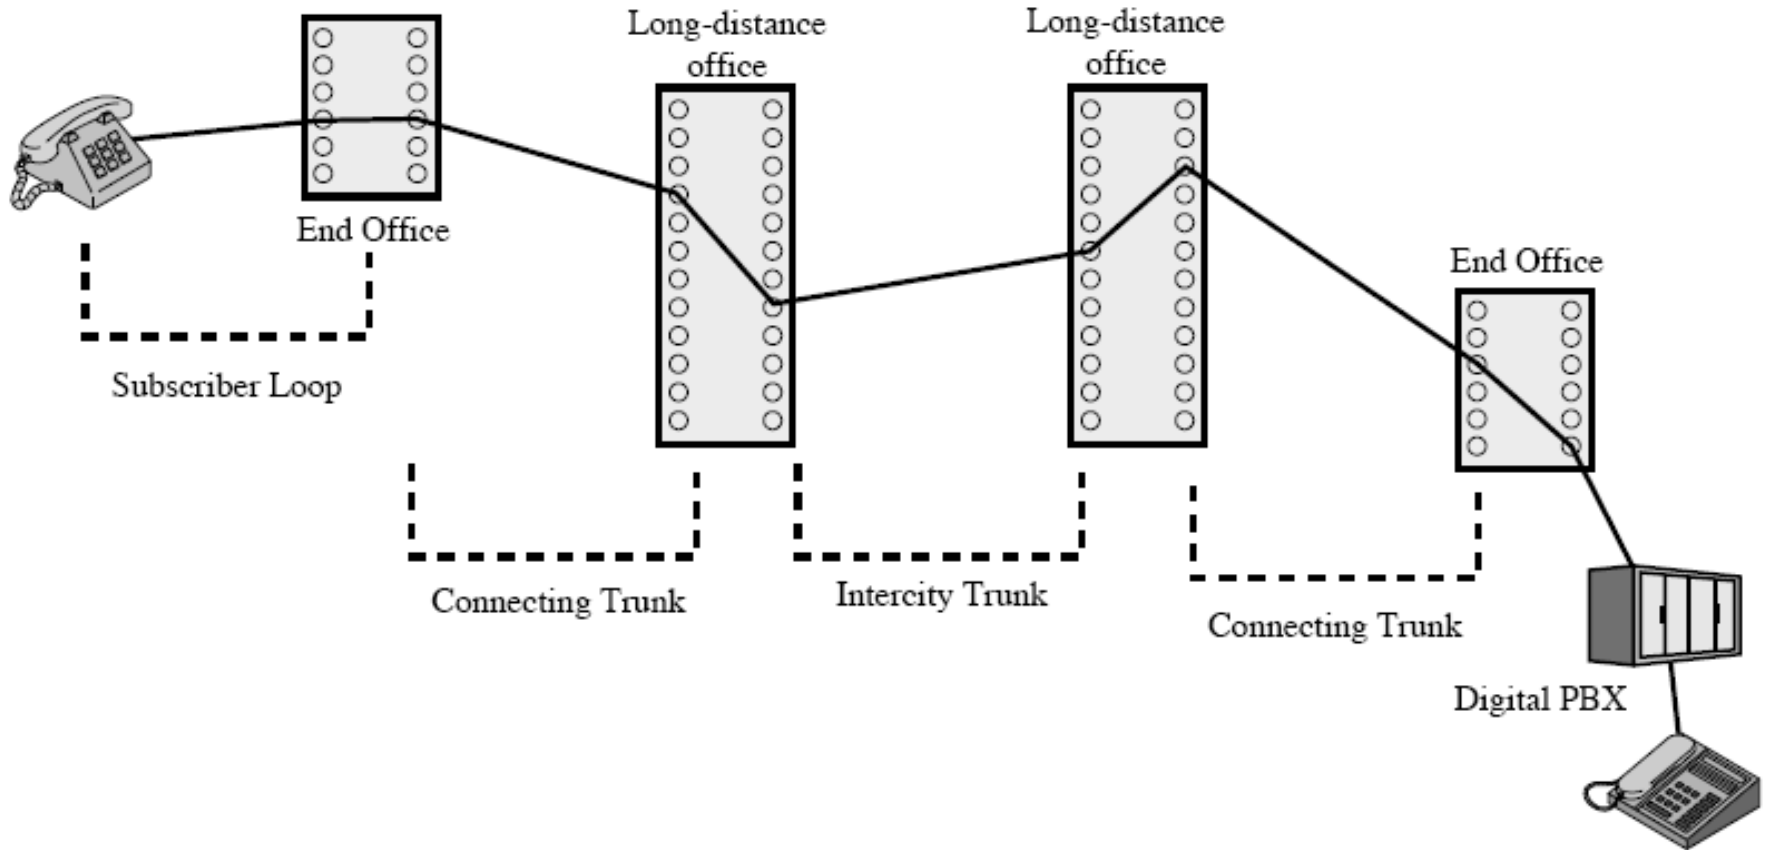 Long-distance
office
Long-distance
office
End Office
End Office
Subscriber Loop
Connecting Trunk
Intercity Trunk
Connecting Trunk
Digital PBX